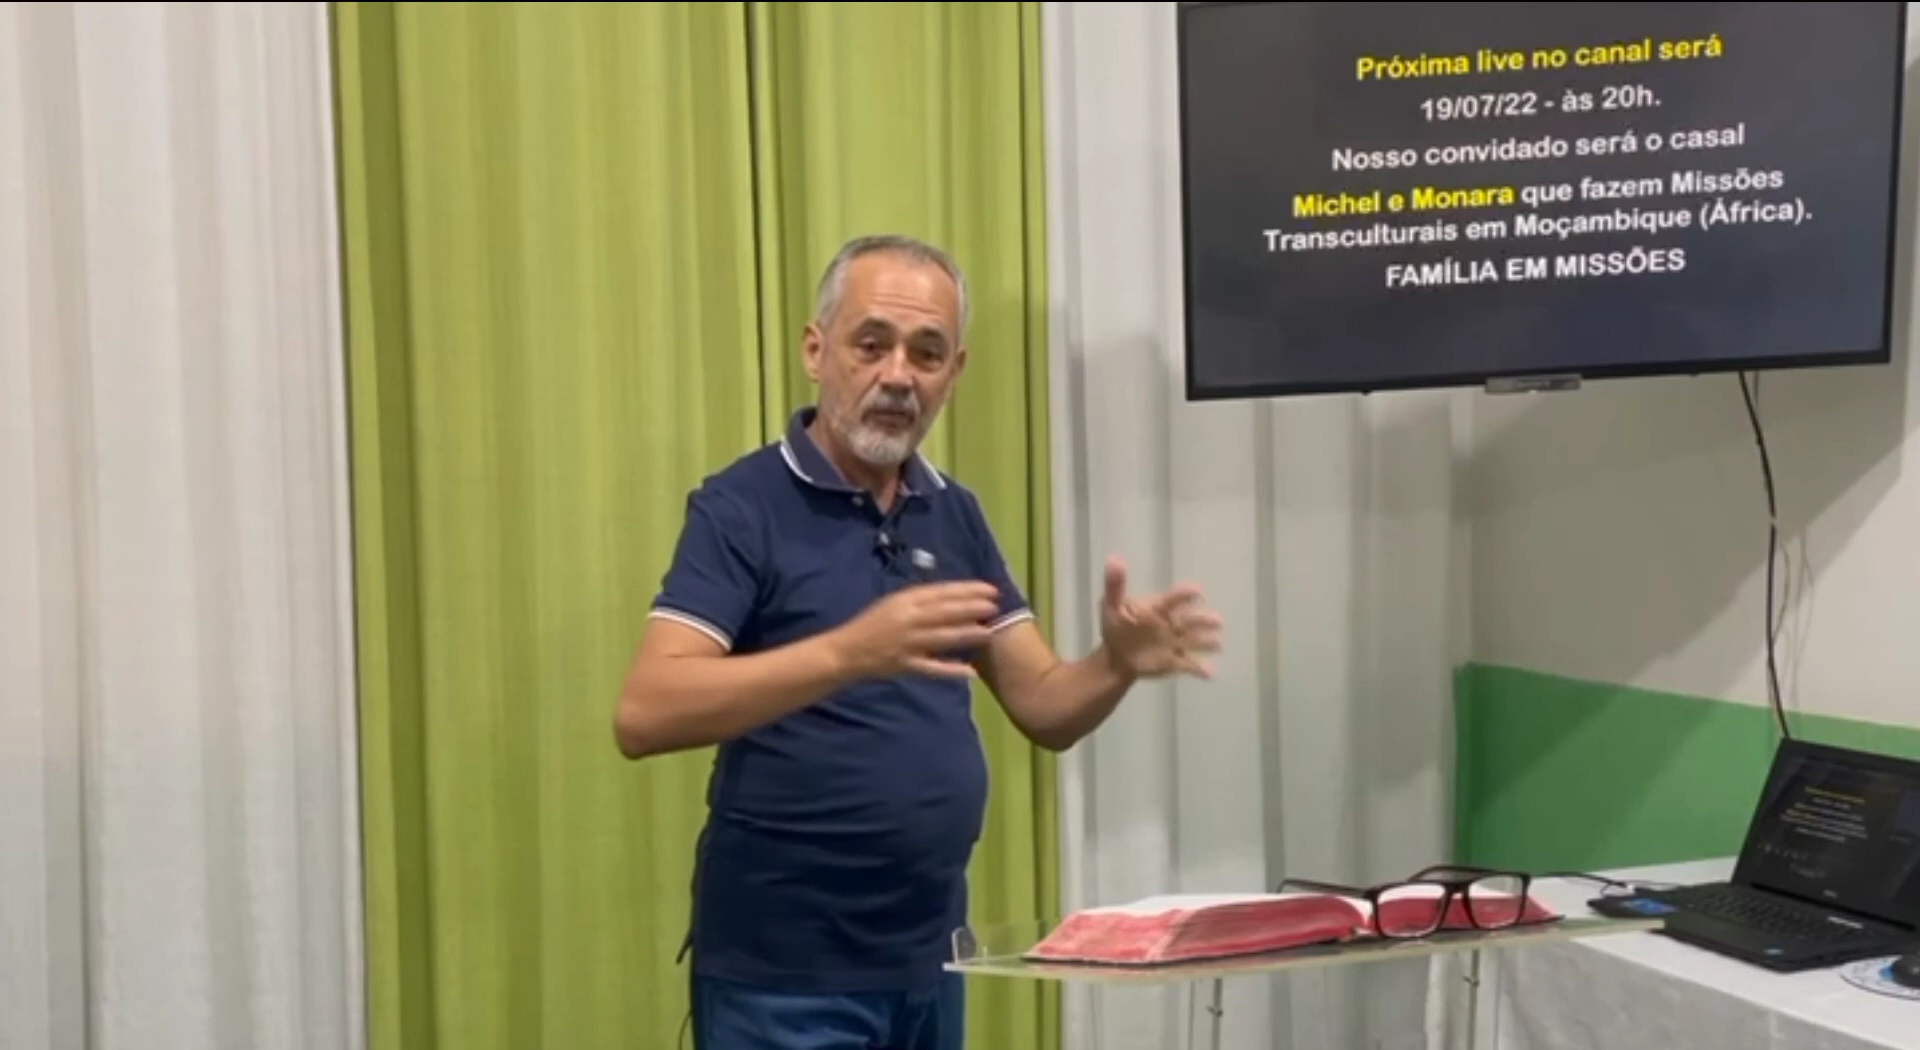 Próxima live no canal será
19/07/22 - às 20h.
Nosso convidado será o casal
Michel e Monara que fazem Missões
Transculturais em Moçambique (África).
FAMÍLIA EM MISSÕES